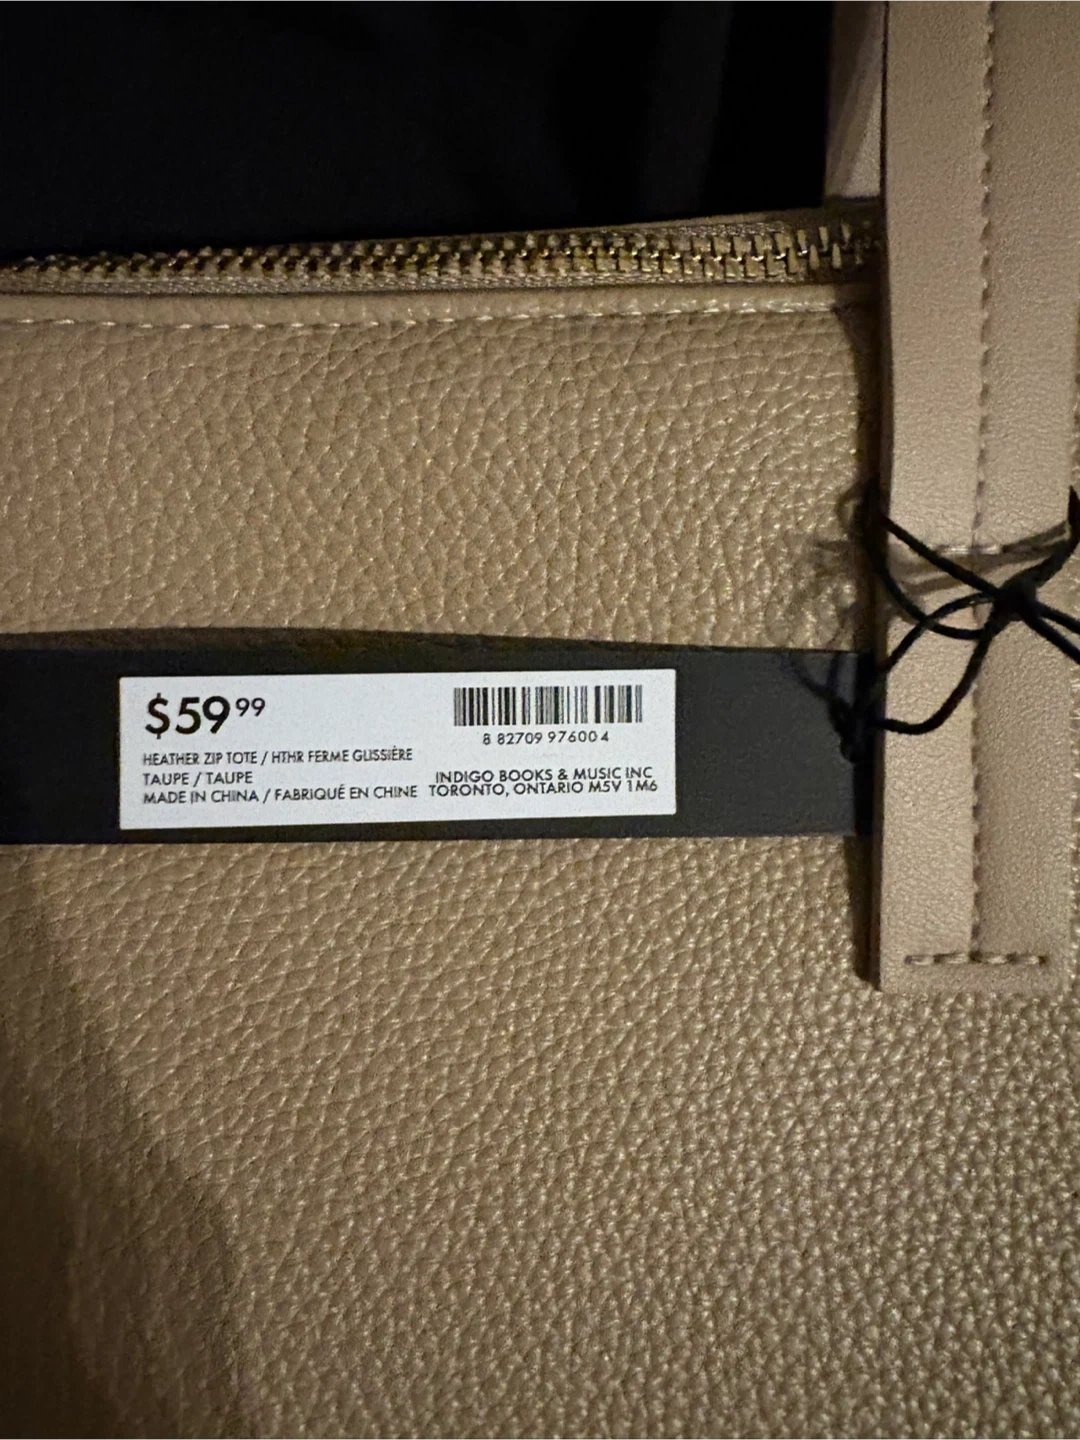 $59.99
8 82709 97600 4
HEATHER ZIP TOTE / HTHR FERME GLISSIÈRE
TAUPE / TAUPE
MADE IN CHINA / FABRIQUÉ EN CHINE
INDIGO BOOKS & MUSIC INC
TORONTO, ONTARIO M5V 1M6